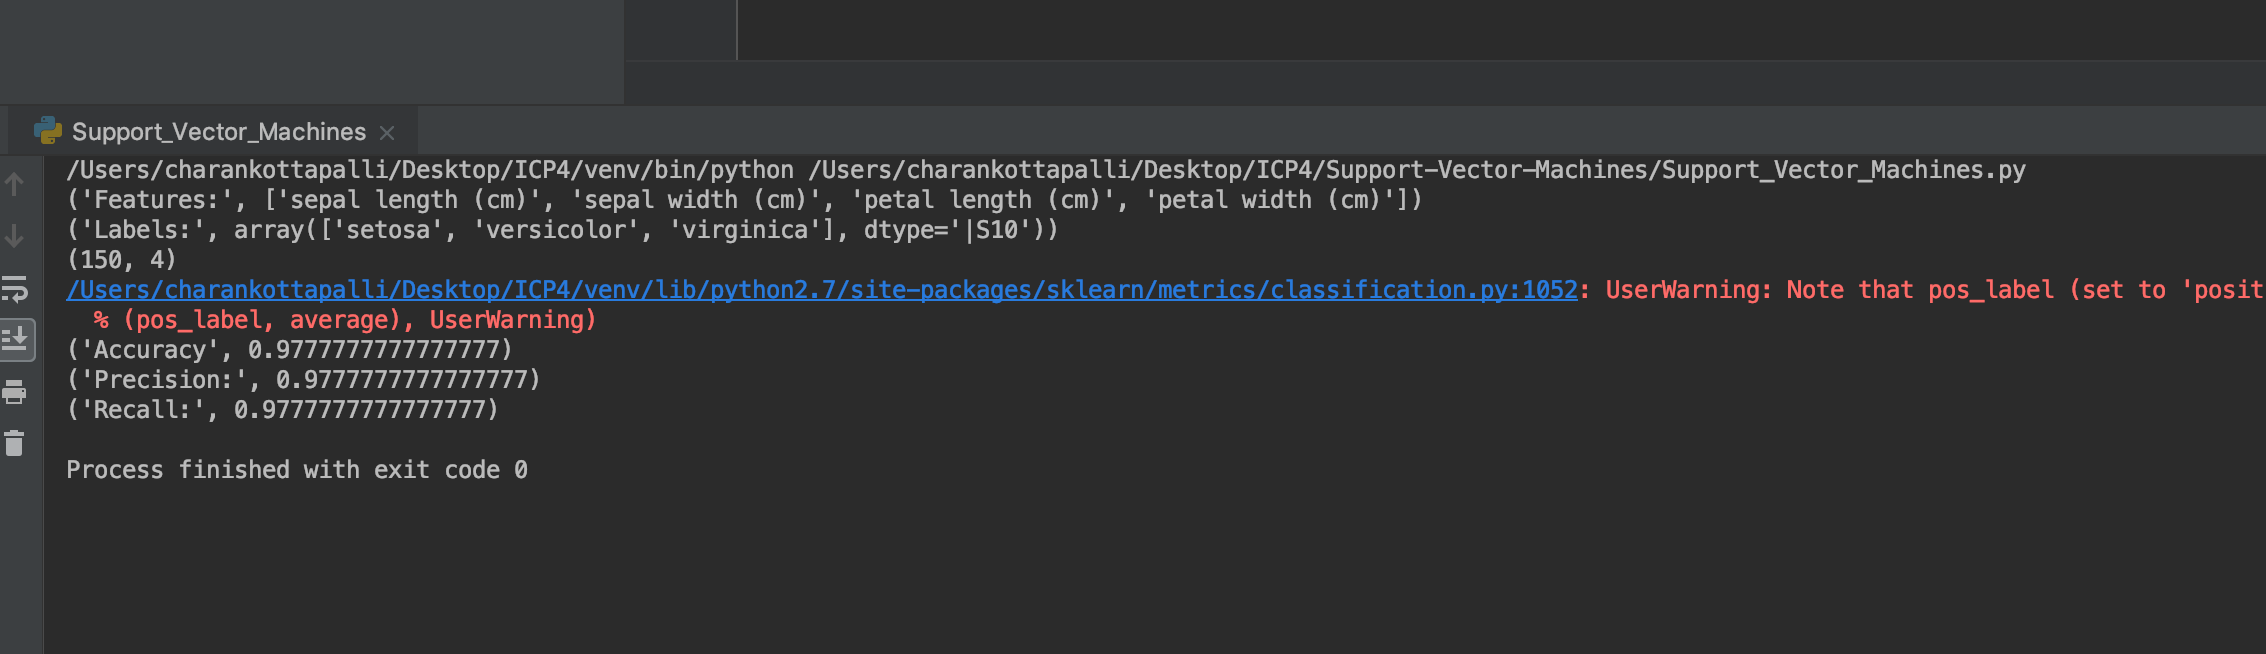 Support_Vector_Machines
/Users/charankottapalli/Desktop/ICP4/venv/bin/python /Users/charankottapalli/Desktop/ICP4/Support-Vector-Machines/Support_Vector_Machines.py
('Features:', ['sepal length (cm)', 'sepal width (cm)', 'petal length (cm)', 'petal width (cm)'])
('Labels:', array(['setosa', 'versicolor', 'virginica'], dtype='|S10'))
(150, 4)
/Users/charankottapalli/Desktop/ICP4/venv/lib/python2.7/site-packages/sklearn/metrics/classification.py:1052: UserWarning: Note that pos_label (set to 'posit
% (pos_label, average), UserWarning)
('Accuracy', 0.9777777777777777)
('Precision:', 0.9777777777777777)
('Recall:', 0.9777777777777777)
Process finished with exit code 0